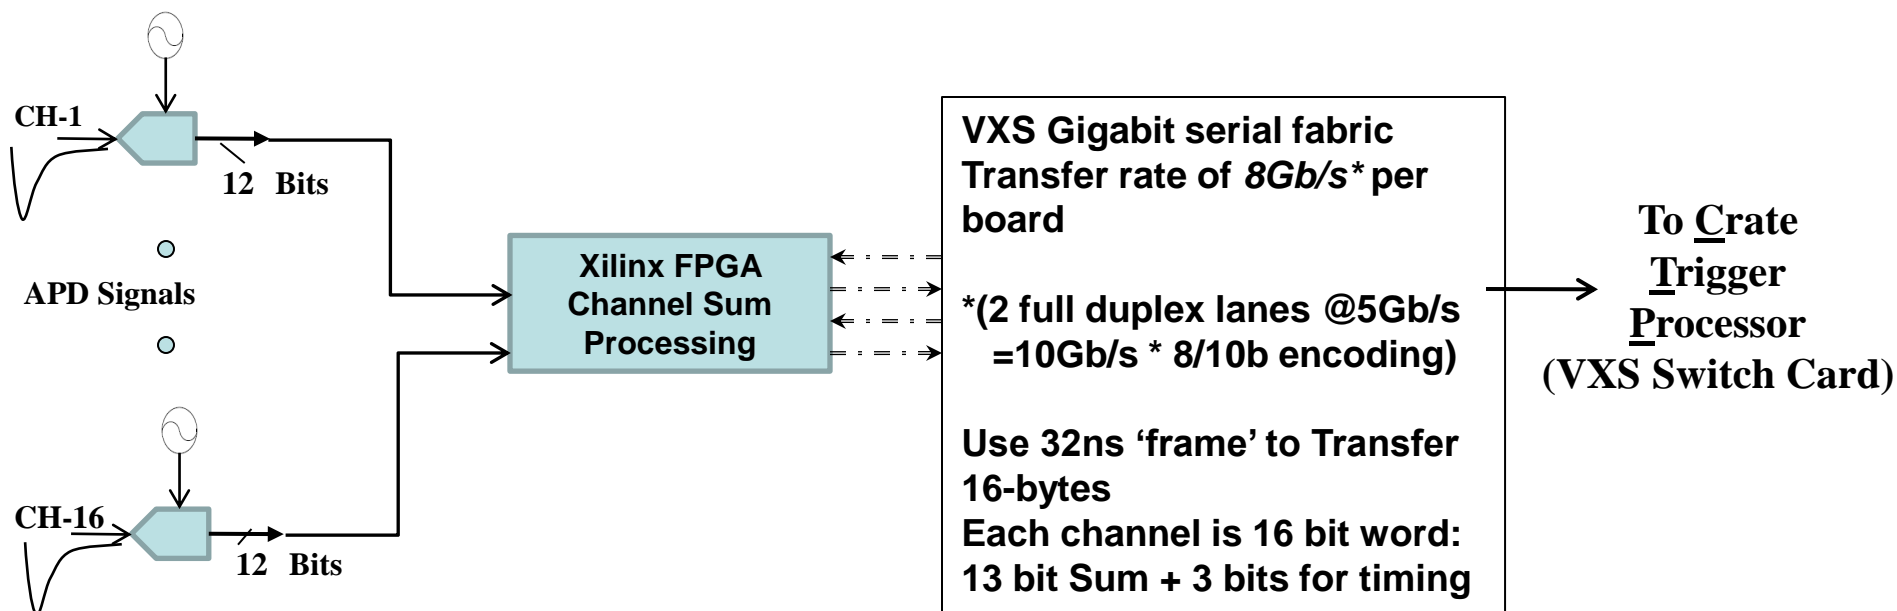 CH-1
12 Bits
APD Signals
CH-16
12 Bits
Xilinx FPGA
Channel Sum
Processing
VXS Gigabit serial fabric
Transfer rate of 8Gb/s* per
board
*(2 full duplex lanes @5Gb/s
=10Gb/s * 8/10b encoding)
Use 32ns ‘frame’ to Transfer
16-bytes
Each channel is 16 bit word:
13 bit Sum + 3 bits for timing
To Crate
Trigger
Processor
(VXS Switch Card)